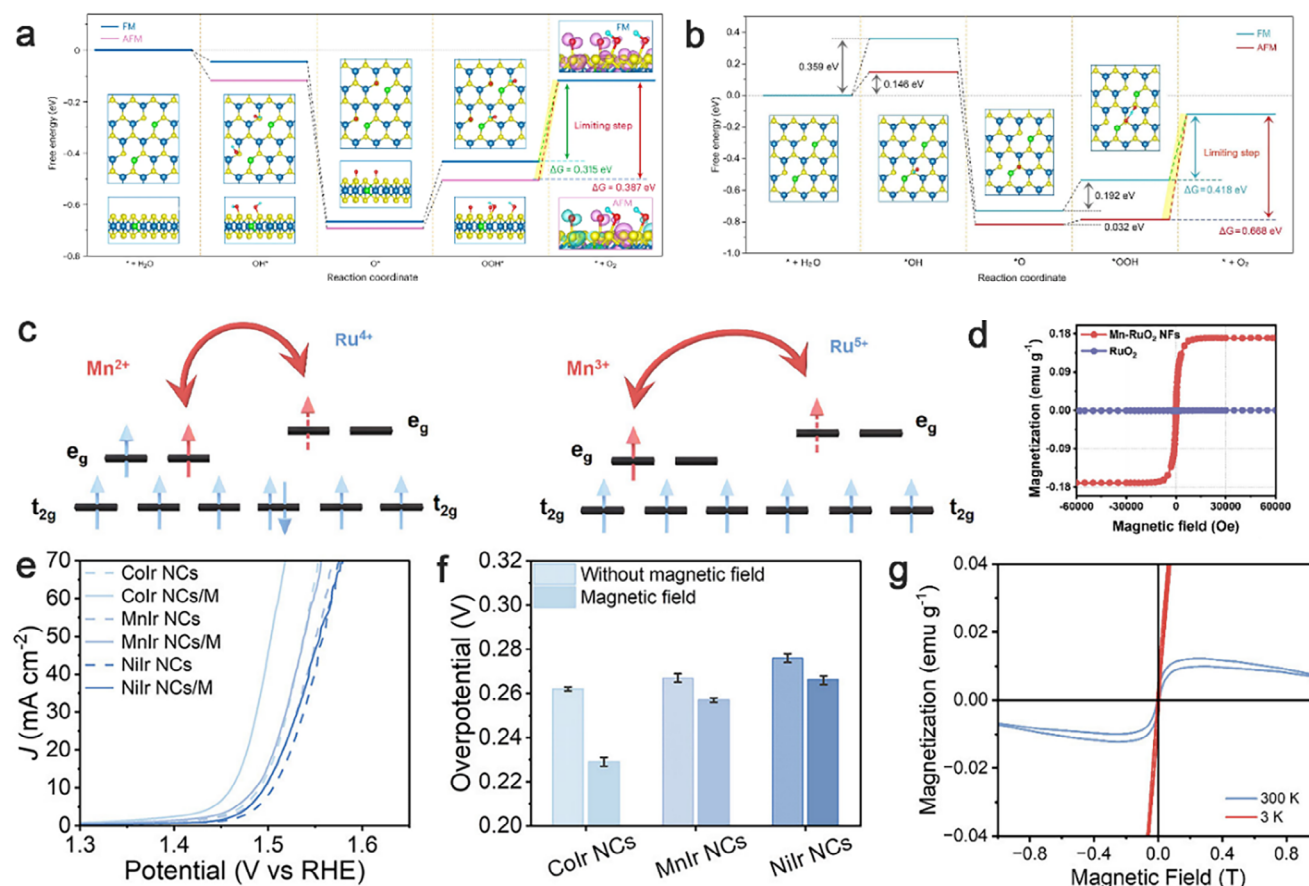 a
FM
AFM
FM
0
−0.2
−0.4
−0.6
−0.8
Free energy (eV)
Limiting step
ΔG = 0.315 eV
ΔG = 0.387 eV
AFM
* + H₂O
OH*
O*
OOH*
* + O₂
Reaction coordinate
b
FM
AFM
0.4
0.2
0.0
-0.2
-0.4
-0.6
-0.8
-1.0
Free energy (eV)
0.359 eV
0.146 eV
Limiting step
ΔG=0.418 eV
0.192 eV
0.032 eV
ΔG=0.668 eV
* + H₂O
*OH
*O
*OOH
* + O₂
Reaction coordinate
c
Mn²⁺
Ru⁴⁺
eg
eg
t₂g
t₂g
Mn³⁺
Ru⁵⁺
eg
eg
t₂g
d
Mn-RuO₂ NFs
RuO₂
0.18
0.09
0.00
-0.09
-0.18
Magnetization (emu g⁻¹)
-60000
-30000
0
30000
60000
Magnetic field (Oe)
e
70
60
50
40
30
20
10
0
J (mA cm⁻²)
CoIr NCs
CoIr NCs/M
MnIr NCs
MnIr NCs/M
NiIr NCs
NiIr NCs/M
1.3
1.4
1.5
1.6
Potential (V vs RHE)
f
Without magnetic field
Magnetic field
0.32
0.30
0.28
0.26
0.24
0.22
0.20
Overpotential (V)
CoIr NCs
MnIr NCs
NiIr NCs
g
0.04
0.02
0.00
−0.02
−0.04
Magnetization (emu g⁻¹)
300 K
3 K
−0.8
−0.4
0.0
0.4
0.8
Magnetic Field (T)